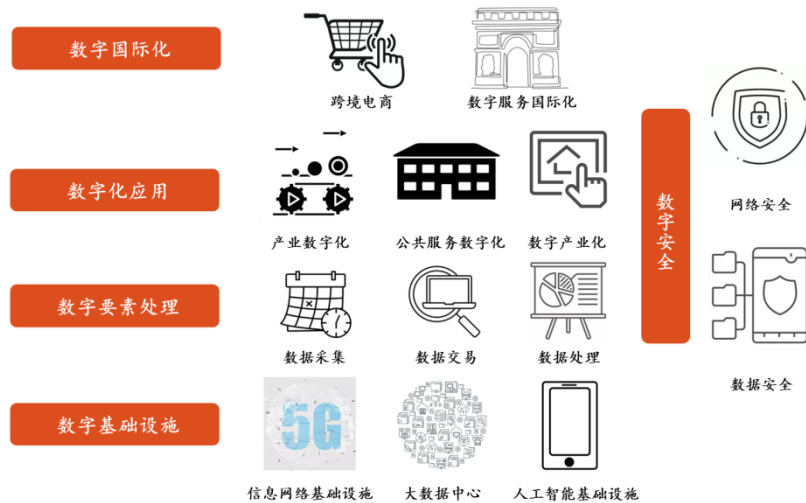 数字国际化
跨境电商
数字服务国际化
数字化应用
产业数字化
公共服务数字化
数字产业化
数字要素处理
数据采集
数据交易
数据处理
数字基础设施
5G
信息网络基础设施
大数据中心
人工智能基础设施
数字安全
网络安全
数据安全